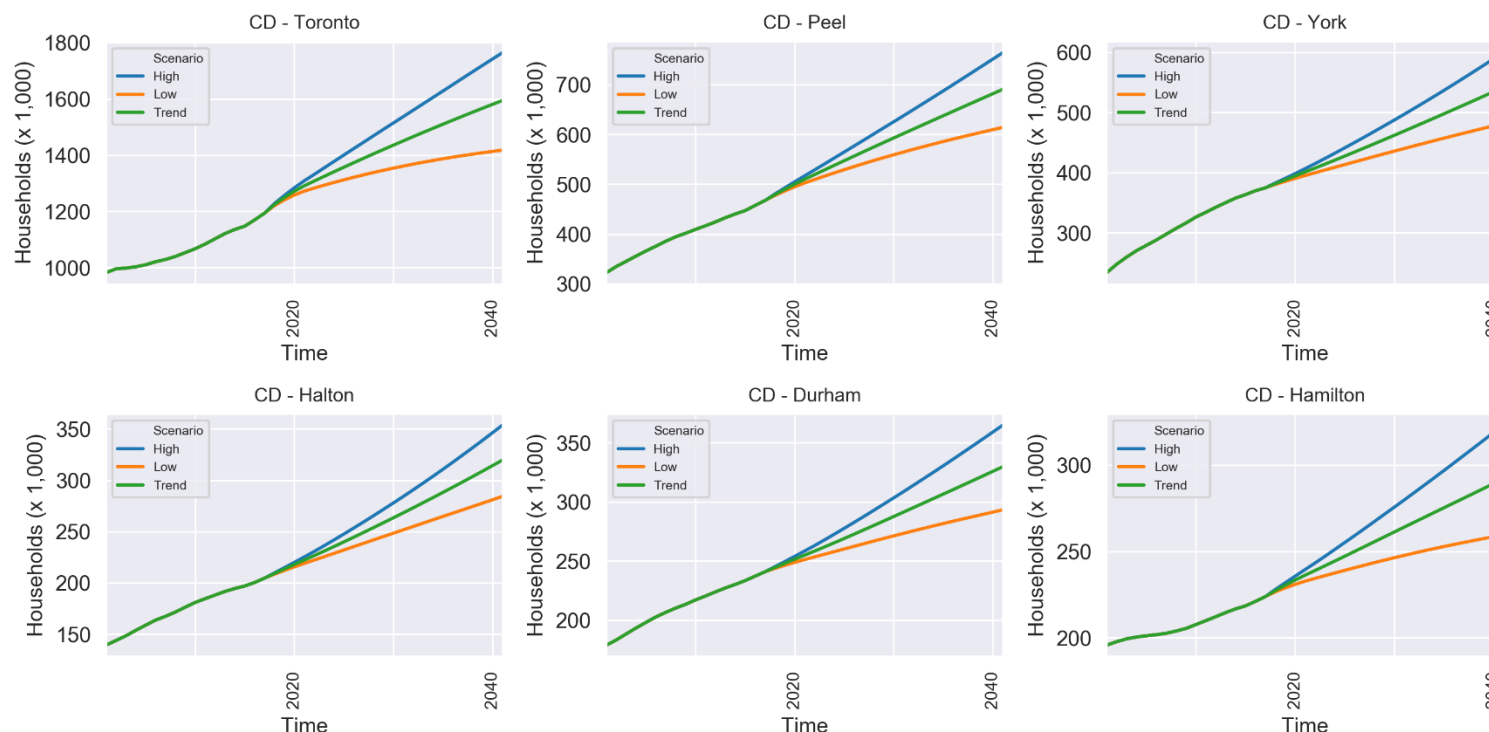 CD - Toronto
Households (x 1,000)
1800
1600
1400
1200
1000
Scenario
High
Low
Trend
2020
2040
Time
CD - Peel
Households (x 1,000)
700
600
500
400
300
Scenario
High
Low
Trend
2020
2040
Time
CD - York
Households (x 1,000)
600
500
400
300
Scenario
High
Low
Trend
2020
2040
Time
CD - Halton
Households (x 1,000)
350
300
250
200
150
Scenario
High
Low
Trend
2020
2040
Time
CD - Durham
Households (x 1,000)
350
300
250
200
Scenario
High
Low
Trend
2020
2040
Time
CD - Hamilton
Households (x 1,000)
300
250
200
Scenario
High
Low
Trend
2020
2040
Time